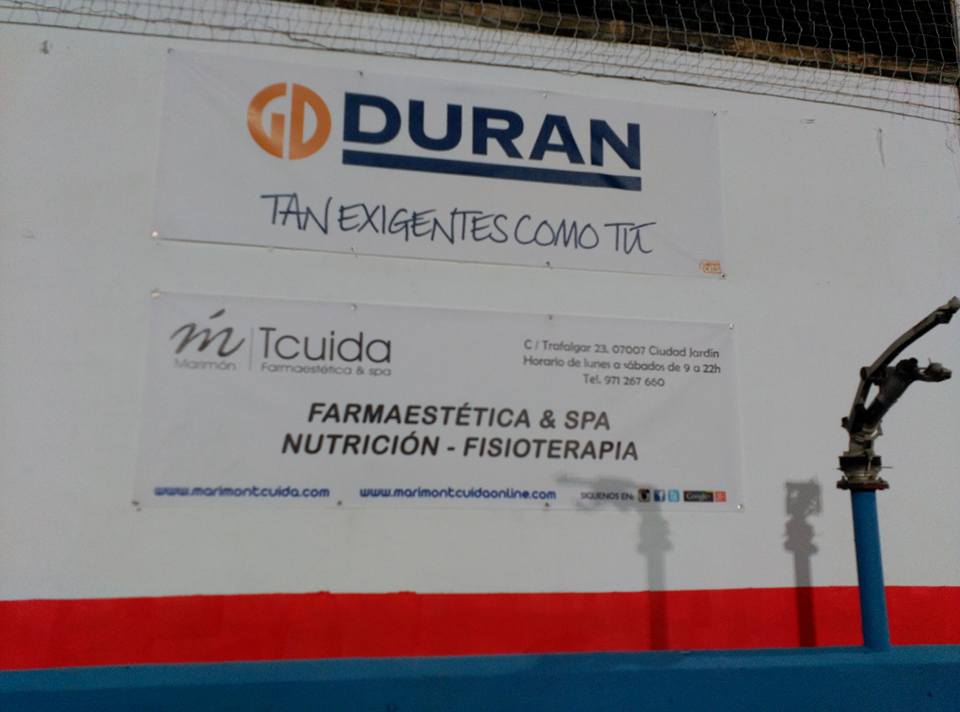 GD DURAN
TAN EXIGENTES COMO TÚ
ḿ Tcuida
Marimón Farmaestética & spa
C/ Trafalgar 23, 07007 Ciudad Jardín
Horario de lunes a sábados de 9 a 22h
Tel. 971 267 660
FARMAESTÉTICA & SPA
NUTRICIÓN - FISIOTERAPIA
www.marimontcuida.com www.marimontcuidaonline.com SIGUENOS EN: Google